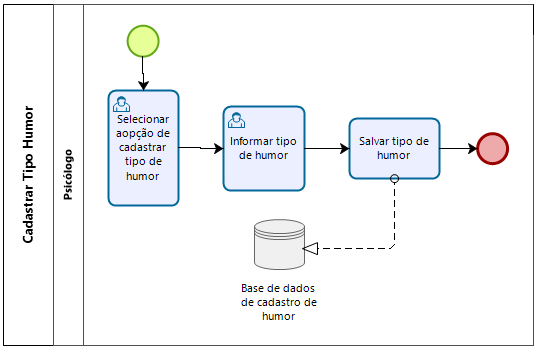 Cadastrar Tipo Humor
Psicólogo
Selecionar
aopção de
cadastrar
tipo de
humor
Informar tipo
de humor
Salvar tipo de
humor
Base de dados
de cadastro de
humor